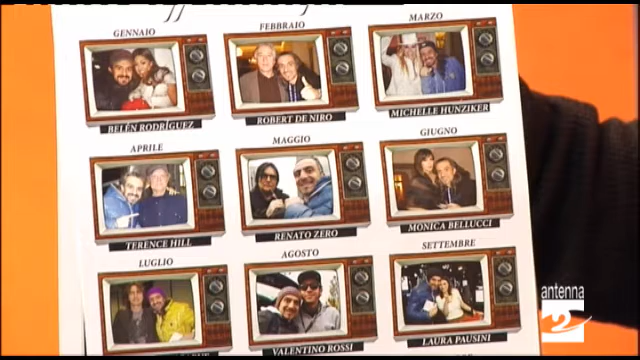 GENNAIO
FEBBRAIO
MARZO
BELÉN RODRÍGUEZ
ROBERT DE NIRO
MICHELLE HUNZIKER
APRILE
MAGGIO
GIUGNO
TERENCE HILL
RENATO ZERO
MONICA BELLUCCI
LUGLIO
AGOSTO
SETTEMBRE
VALENTINO ROSSI
LAURA PAUSINI
antenna
2